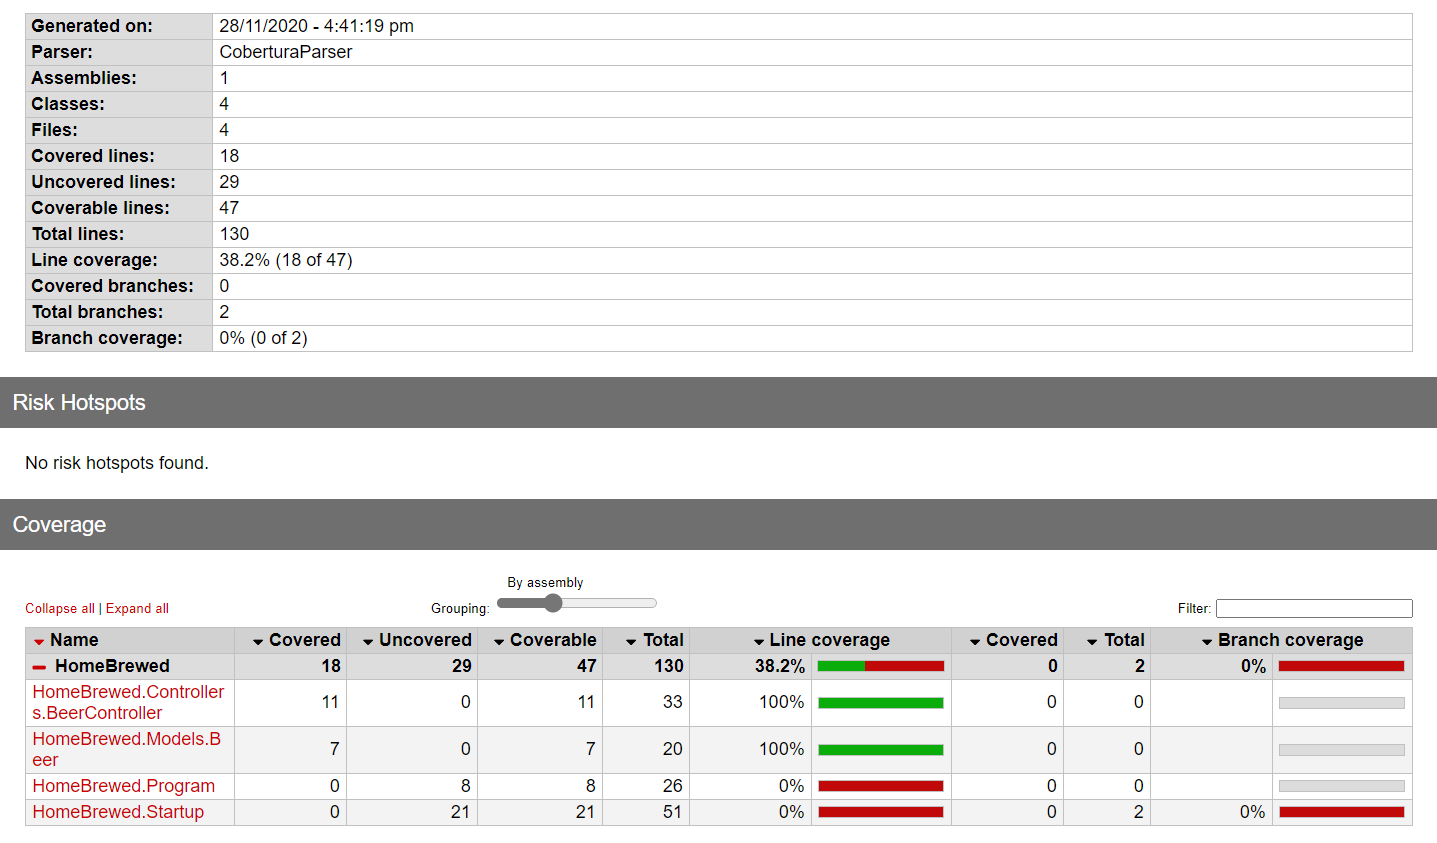 Generated on: 28/11/2020 - 4:41:19 pm
Parser: CoberturaParser
Assemblies: 1
Classes: 4
Files: 4
Covered lines: 18
Uncovered lines: 29
Coverable lines: 47
Total lines: 130
Line coverage: 38.2% (18 of 47)
Covered branches: 0
Total branches: 2
Branch coverage: 0% (0 of 2)
Risk Hotspots
No risk hotspots found.
Coverage
By assembly
Collapse all | Expand all Grouping: Filter:
Name Covered Uncovered Coverable Total Line coverage Covered Total Branch coverage
HomeBrewed 18 29 47 130 38.2% 0 2 0%
HomeBrewed.Controller
s.BeerController 11 0 11 33 100% 0 0
HomeBrewed.Models.B
eer 7 0 7 20 100% 0 0
HomeBrewed.Program 0 8 8 26 0% 0 0
HomeBrewed.Startup 0 21 21 51 0% 0 2 0%